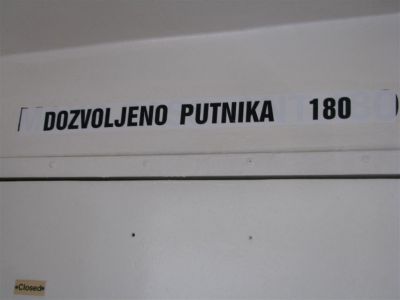 DOZVOLJENO PUTNIKA 180
«Closed»